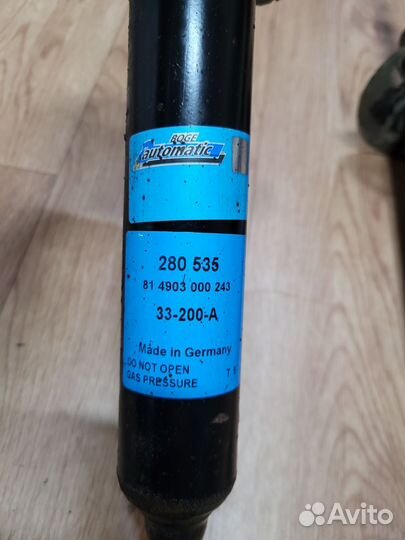 BOGE
automatic
280 535
81 4903 000 243
33-200-A
Made in Germany
DO NOT OPEN
GAS PRESSURE
Avito